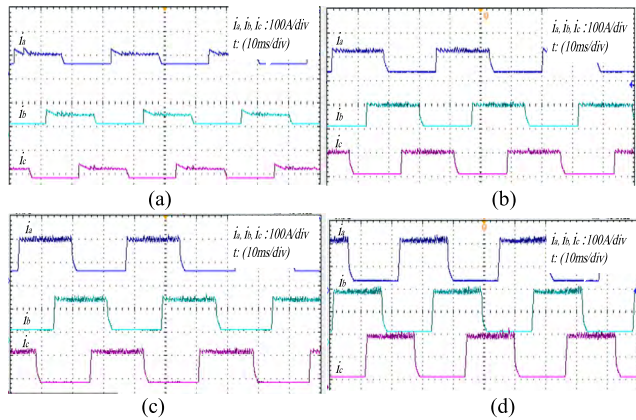 ia
ia, ib, ic :100A/div
t: (10ms/div)
ib
ic
(a)
ia
ia, ib, ic :100A/div
t: (10ms/div)
ib
ic
(b)
ia
ia, ib, ic :100A/div
t: (10ms/div)
ib
ic
(c)
ia
ia, ib, ic :100A/div
t: (10ms/div)
ib
ic
(d)